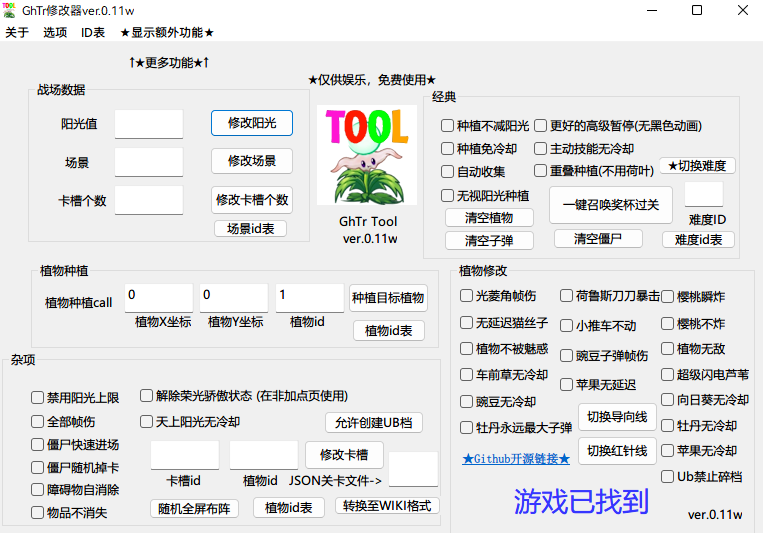 TOOL GhTr修改器ver.0.11w
关于 选项 ID表 ★显示额外功能★
↑★更多功能★↑
★仅供娱乐，免费使用★
战场数据
阳光值 修改阳光
场景 修改场景
卡槽个数 修改卡槽个数
场景id表
TOOL
GhTr Tool
ver.0.11w
经典
种植不减阳光 更好的高级暂停(无黑色动画)
种植免冷却 主动技能无冷却
自动收集 重叠种植(不用荷叶) ★切换难度
无视阳光种植
清空植物 一键召唤奖杯过关 难度ID
清空子弹 清空僵尸 难度id表
植物种植
植物种植call 0 0 1 种植目标植物
植物X坐标 植物Y坐标 植物id
植物id表
杂项
禁用阳光上限 解除荣光骄傲状态 (在非加点页使用)
全部帧伤 天上阳光无冷却 允许创建UB档
僵尸快速进场
僵尸随机掉卡 修改卡槽
障碍物自消除 卡槽id 植物id JSON关卡文件->
物品不消失 随机全屏布阵 植物id表 转换至WIKI格式
植物修改
光菱角帧伤 荷鲁斯刀刀暴击 樱桃瞬炸
无延迟猫丝子 小推车不动 樱桃不炸
植物不被魅惑 豌豆子弹帧伤 植物无敌
车前草无冷却 苹果无延迟 超级闪电芦苇
豌豆无冷却 切换导向线 向日葵无冷却
牡丹永远最大子弹 牡丹无冷却
★Github开源链接★ 切换红针线 苹果无冷却
Ub禁止碎档
游戏已找到
ver.0.11w